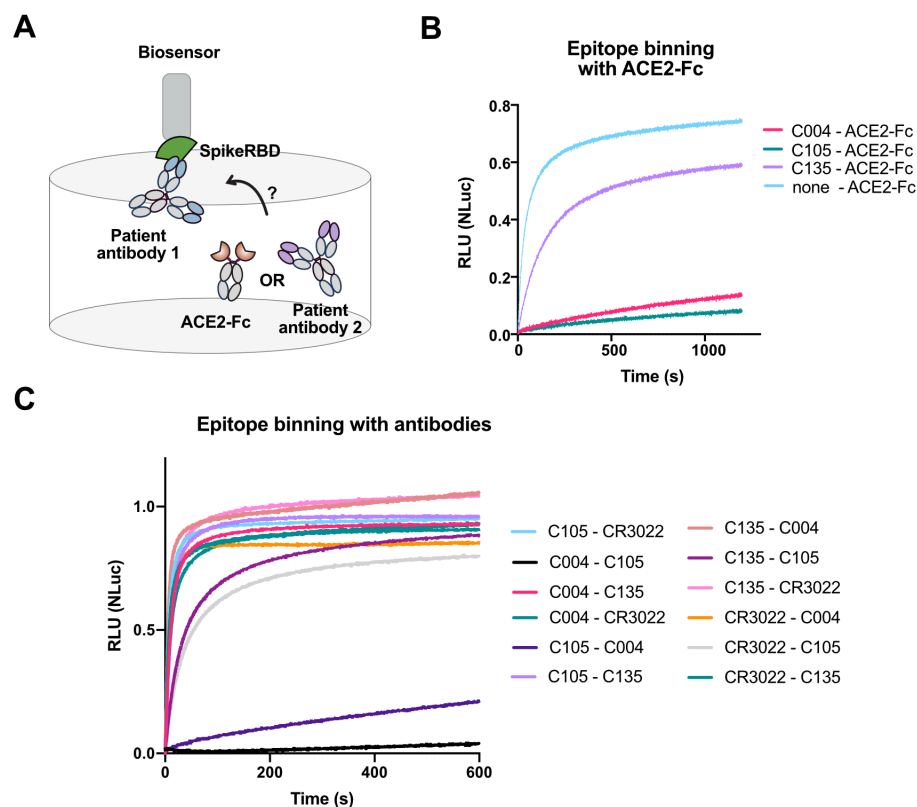 A
Biosensor
SpikeRBD
?
Patient
antibody 1
OR
ACE2-Fc
Patient
antibody 2
B
Epitope binning
with ACE2-Fc
RLU (NLuc)
0.8
0.6
0.4
0.2
0.0
0
500
1000
Time (s)
C004 - ACE2-Fc
C105 - ACE2-Fc
C135 - ACE2-Fc
none - ACE2-Fc
C
Epitope binning with antibodies
RLU (NLuc)
1.0
0.5
0.0
0
200
400
600
Time (s)
C105 - CR3022
C004 - C105
C004 - C135
C004 - CR3022
C105 - C004
C105 - C135
C135 - C004
C135 - C105
C135 - CR3022
CR3022 - C004
CR3022 - C105
CR3022 - C135